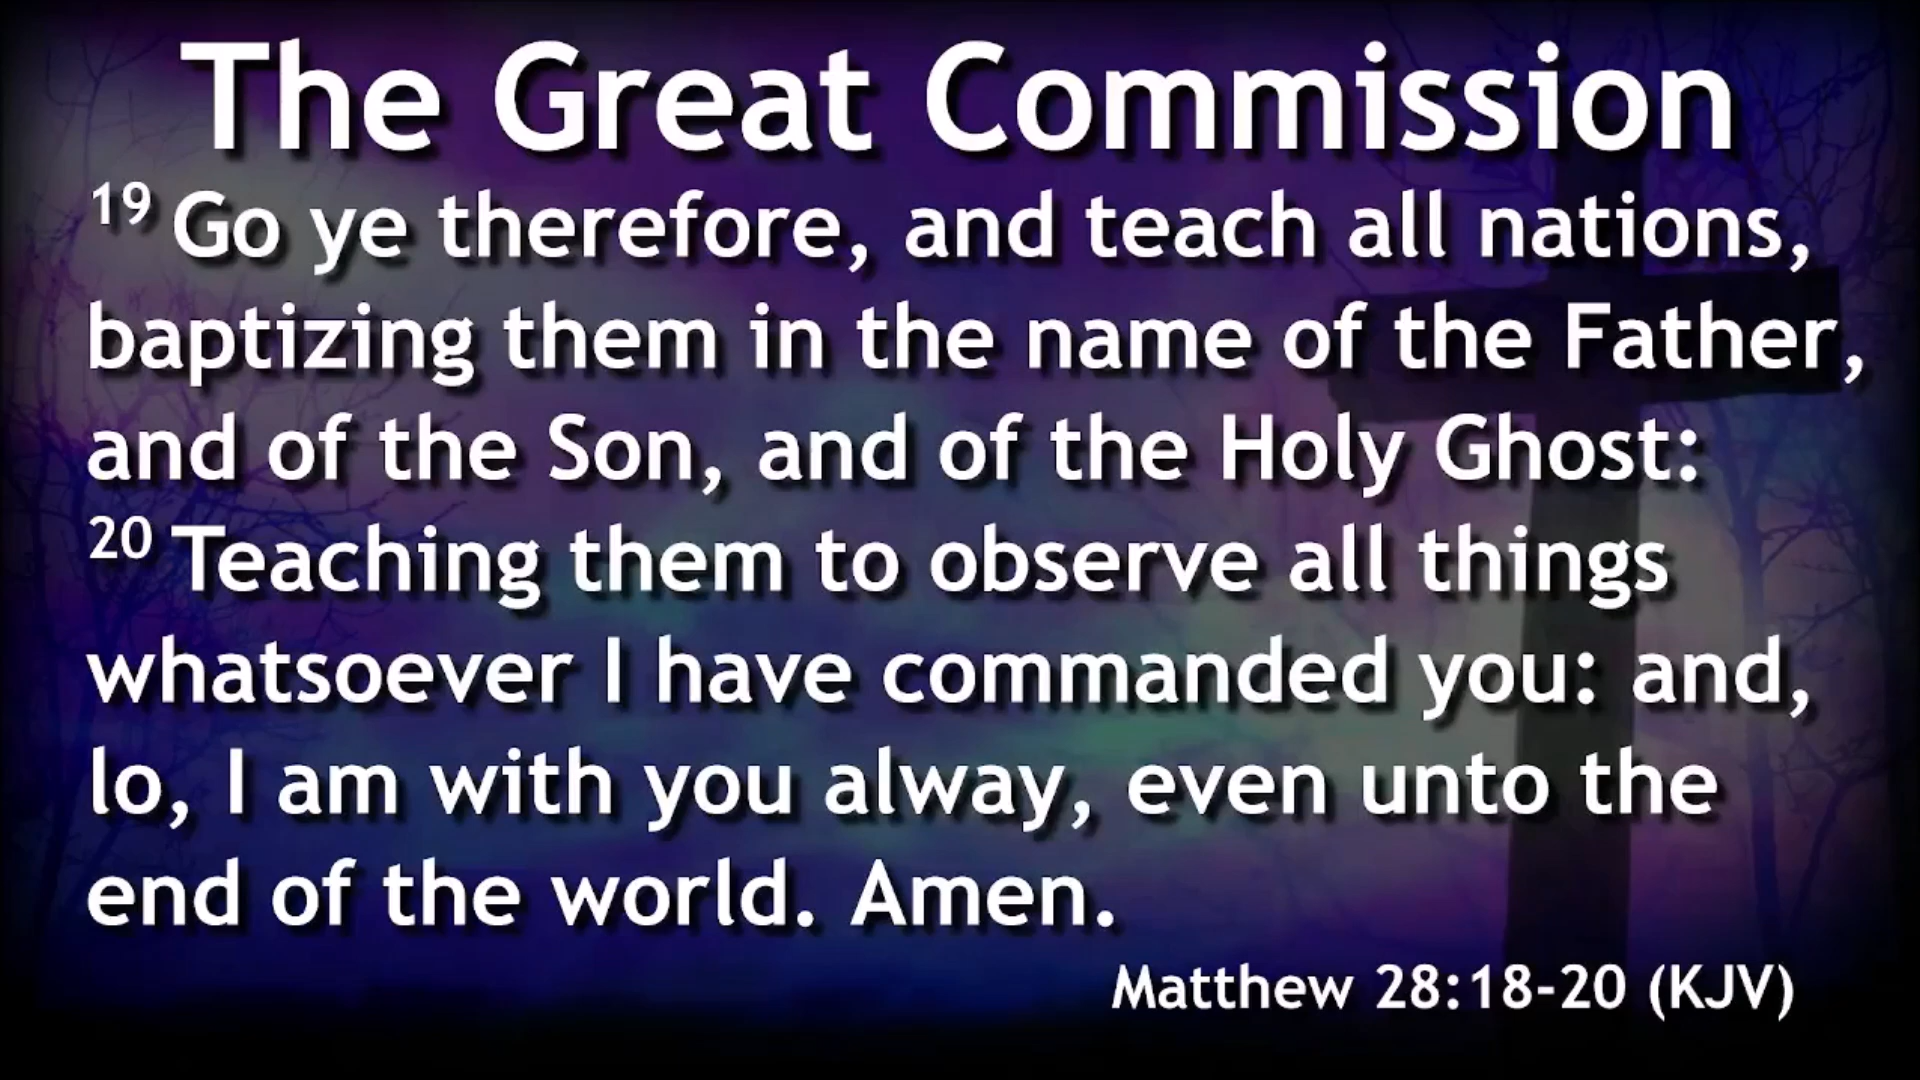 The Great Commission
19 Go ye therefore, and teach all nations,
baptizing them in the name of the Father,
and of the Son, and of the Holy Ghost:
20 Teaching them to observe all things
whatsoever I have commanded you: and,
lo, I am with you alway, even unto the
end of the world. Amen.
Matthew 28:18-20 (KJV)